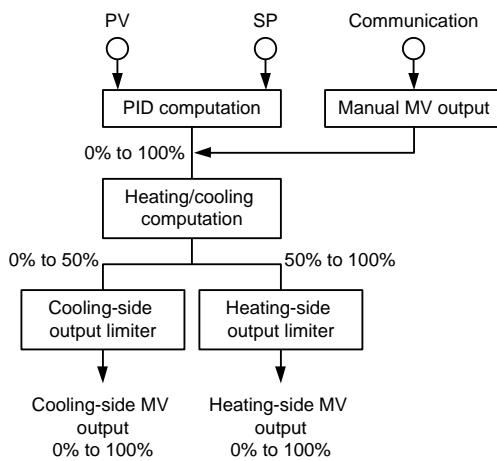 PV
SP
Communication
PID computation
Manual MV output
0% to 100%
Heating/cooling
computation
0% to 50%
50% to 100%
Cooling-side
output limiter
Heating-side
output limiter
Cooling-side MV
output
0% to 100%
Heating-side MV
output
0% to 100%